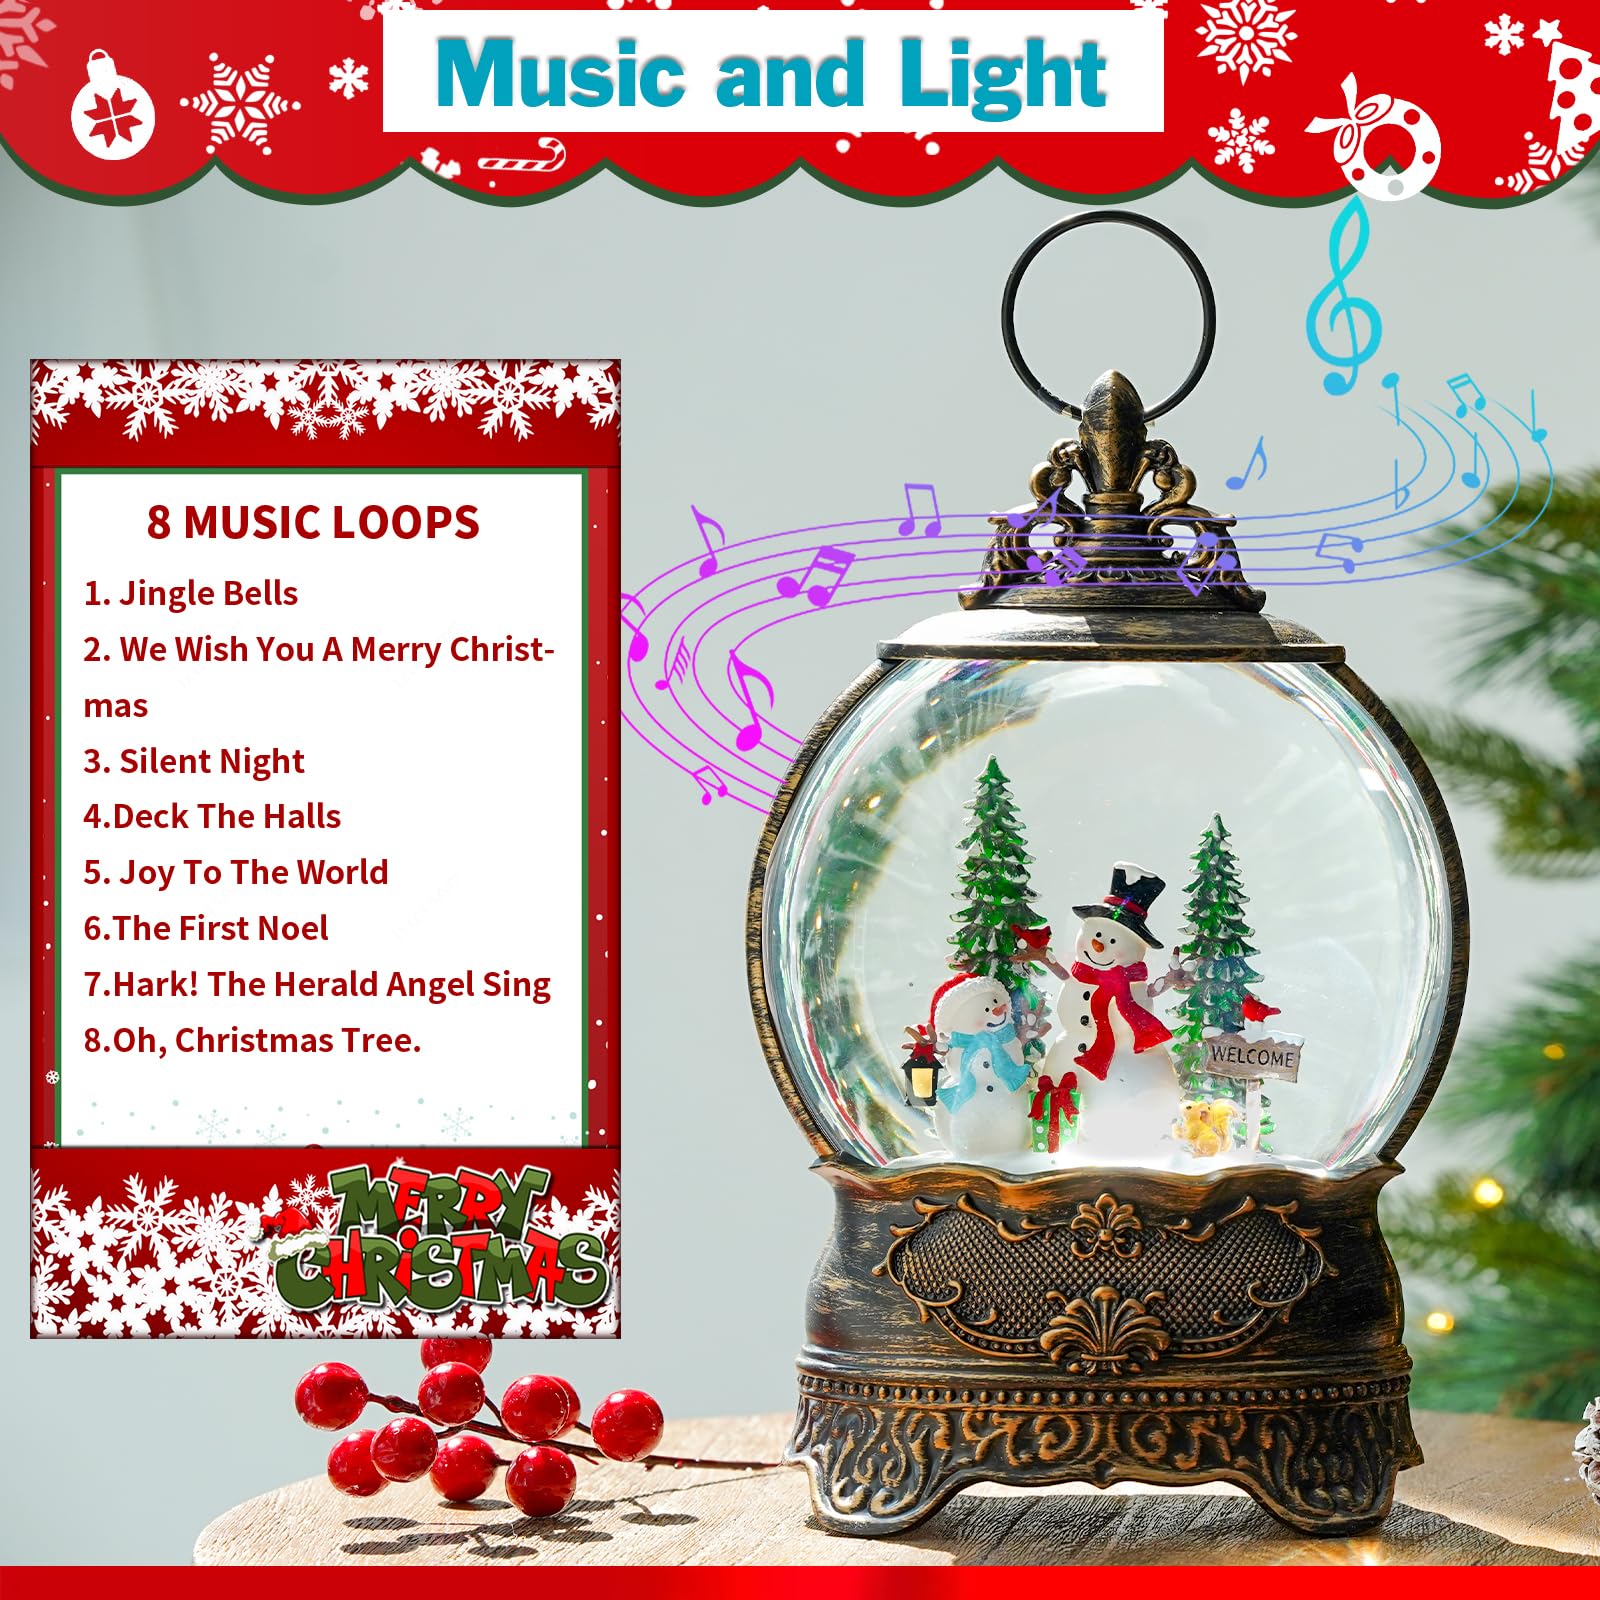 Music and Light
8 MUSIC LOOPS
1. Jingle Bells
2. We Wish You A Merry Christ-
mas
3. Silent Night
4.Deck The Halls
5. Joy To The World
6.The First Noel
7.Hark! The Herald Angel Sing
8.Oh, Christmas Tree.
MERRY
CHRISTMAS
WELCOME